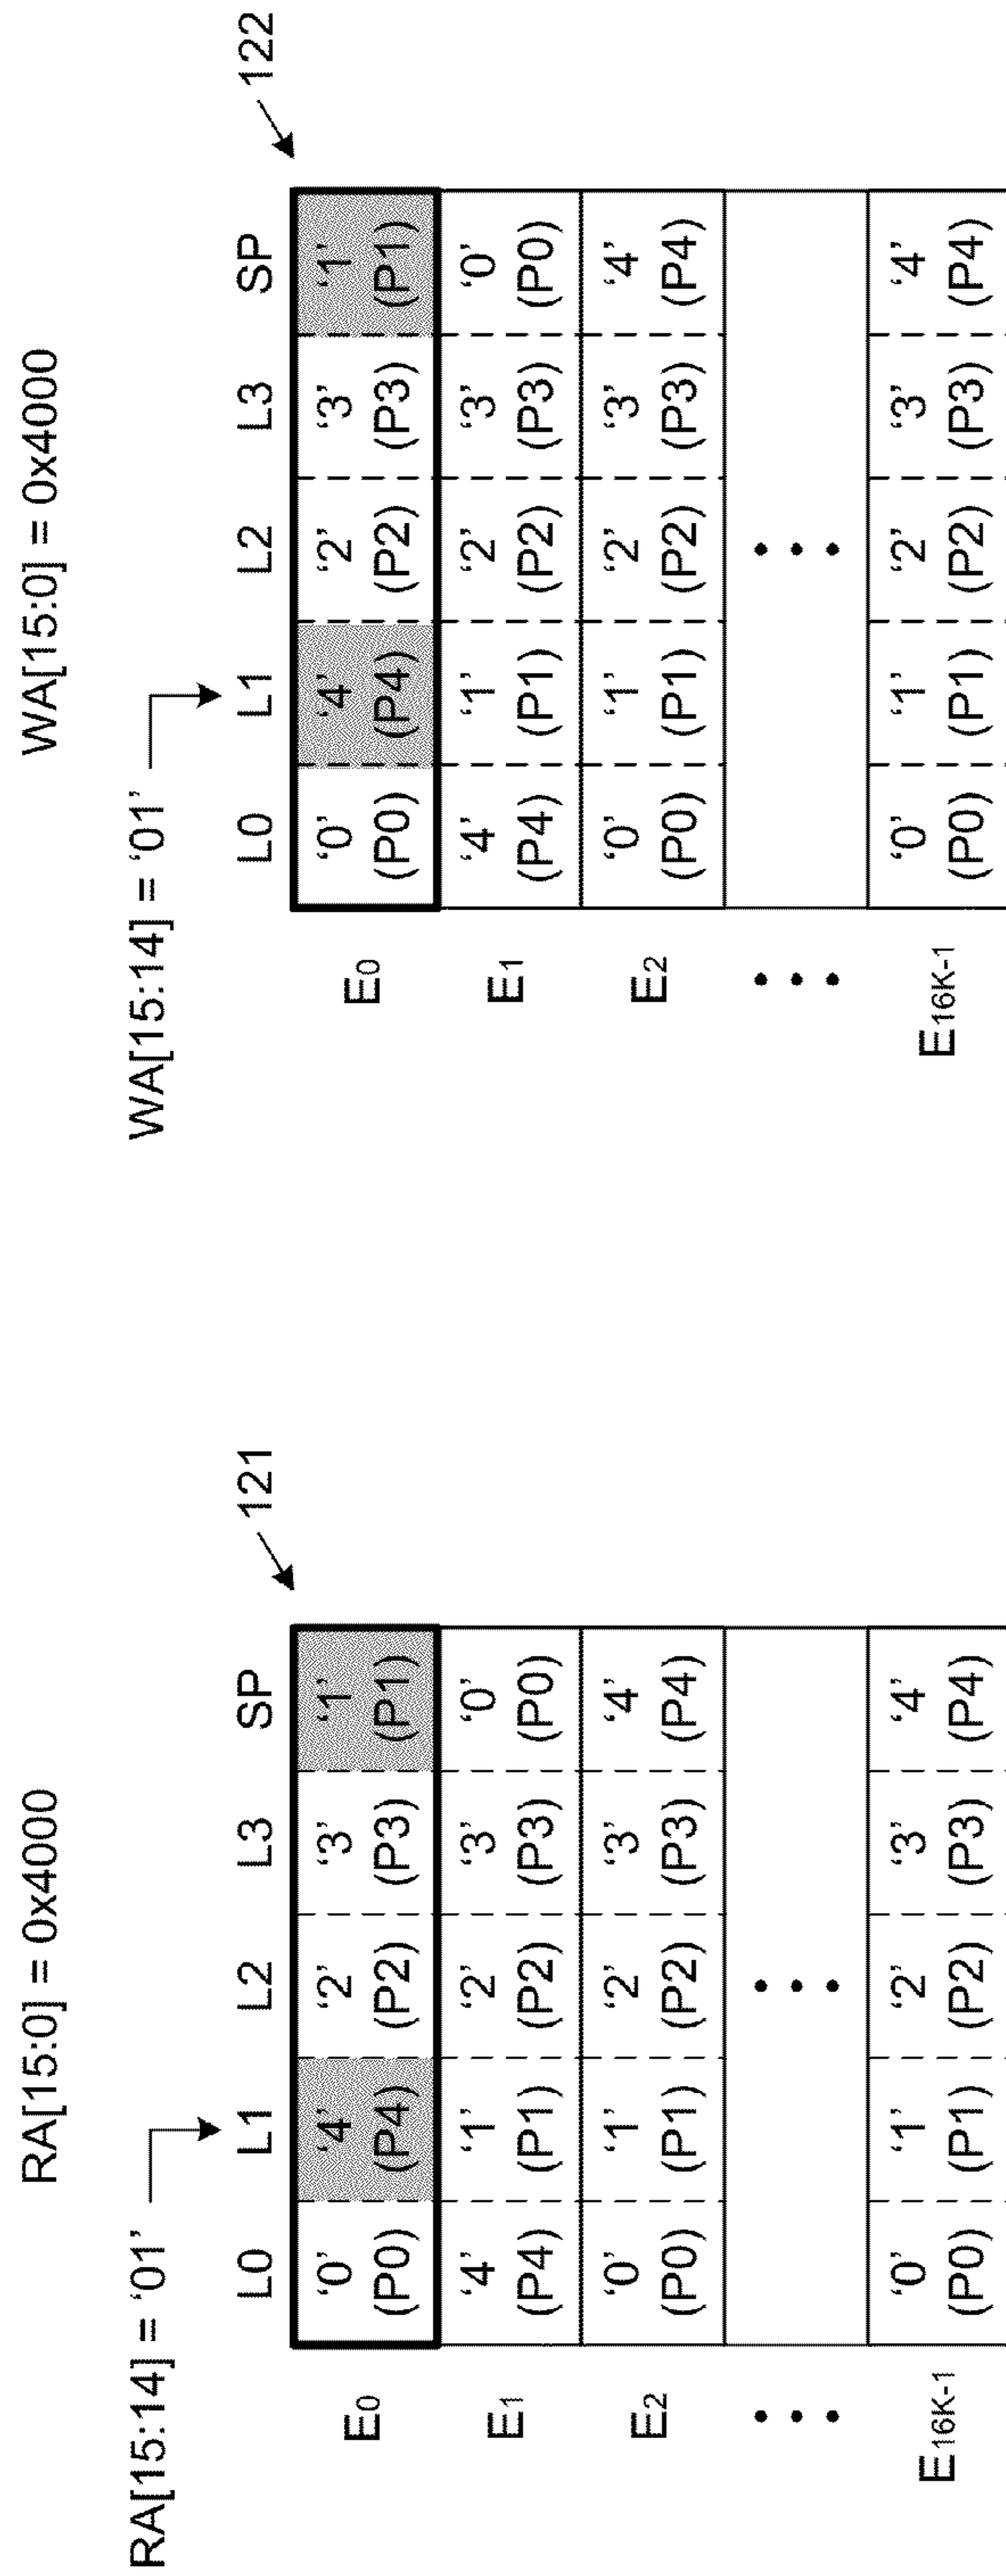 RA[15:0] = 0x4000
RA[15:14] = ‘01’
L0 L1 L2 L3 SP
121
E0 ‘0’ ‘4’ ‘2’ ‘3’ ‘1’
(P0) (P4) (P2) (P3) (P1)
E1 ‘4’ ‘1’ ‘2’ ‘3’ ‘0’
(P4) (P1) (P2) (P3) (P0)
E2 ‘0’ ‘1’ ‘2’ ‘3’ ‘4’
(P0) (P1) (P2) (P3) (P4)
E16K-1 ‘0’ ‘1’ ‘2’ ‘3’ ‘4’
(P0) (P1) (P2) (P3) (P4)
WA[15:0] = 0x4000
WA[15:14] = ‘01’
L0 L1 L2 L3 SP
122
E0 ‘0’ ‘4’ ‘2’ ‘3’ ‘1’
(P0) (P4) (P2) (P3) (P1)
E1 ‘4’ ‘1’ ‘2’ ‘3’ ‘0’
(P4) (P1) (P2) (P3) (P0)
E2 ‘0’ ‘1’ ‘2’ ‘3’ ‘4’
(P0) (P1) (P2) (P3) (P4)
E16K-1 ‘0’ ‘1’ ‘2’ ‘3’ ‘4’
(P0) (P1) (P2) (P3) (P4)